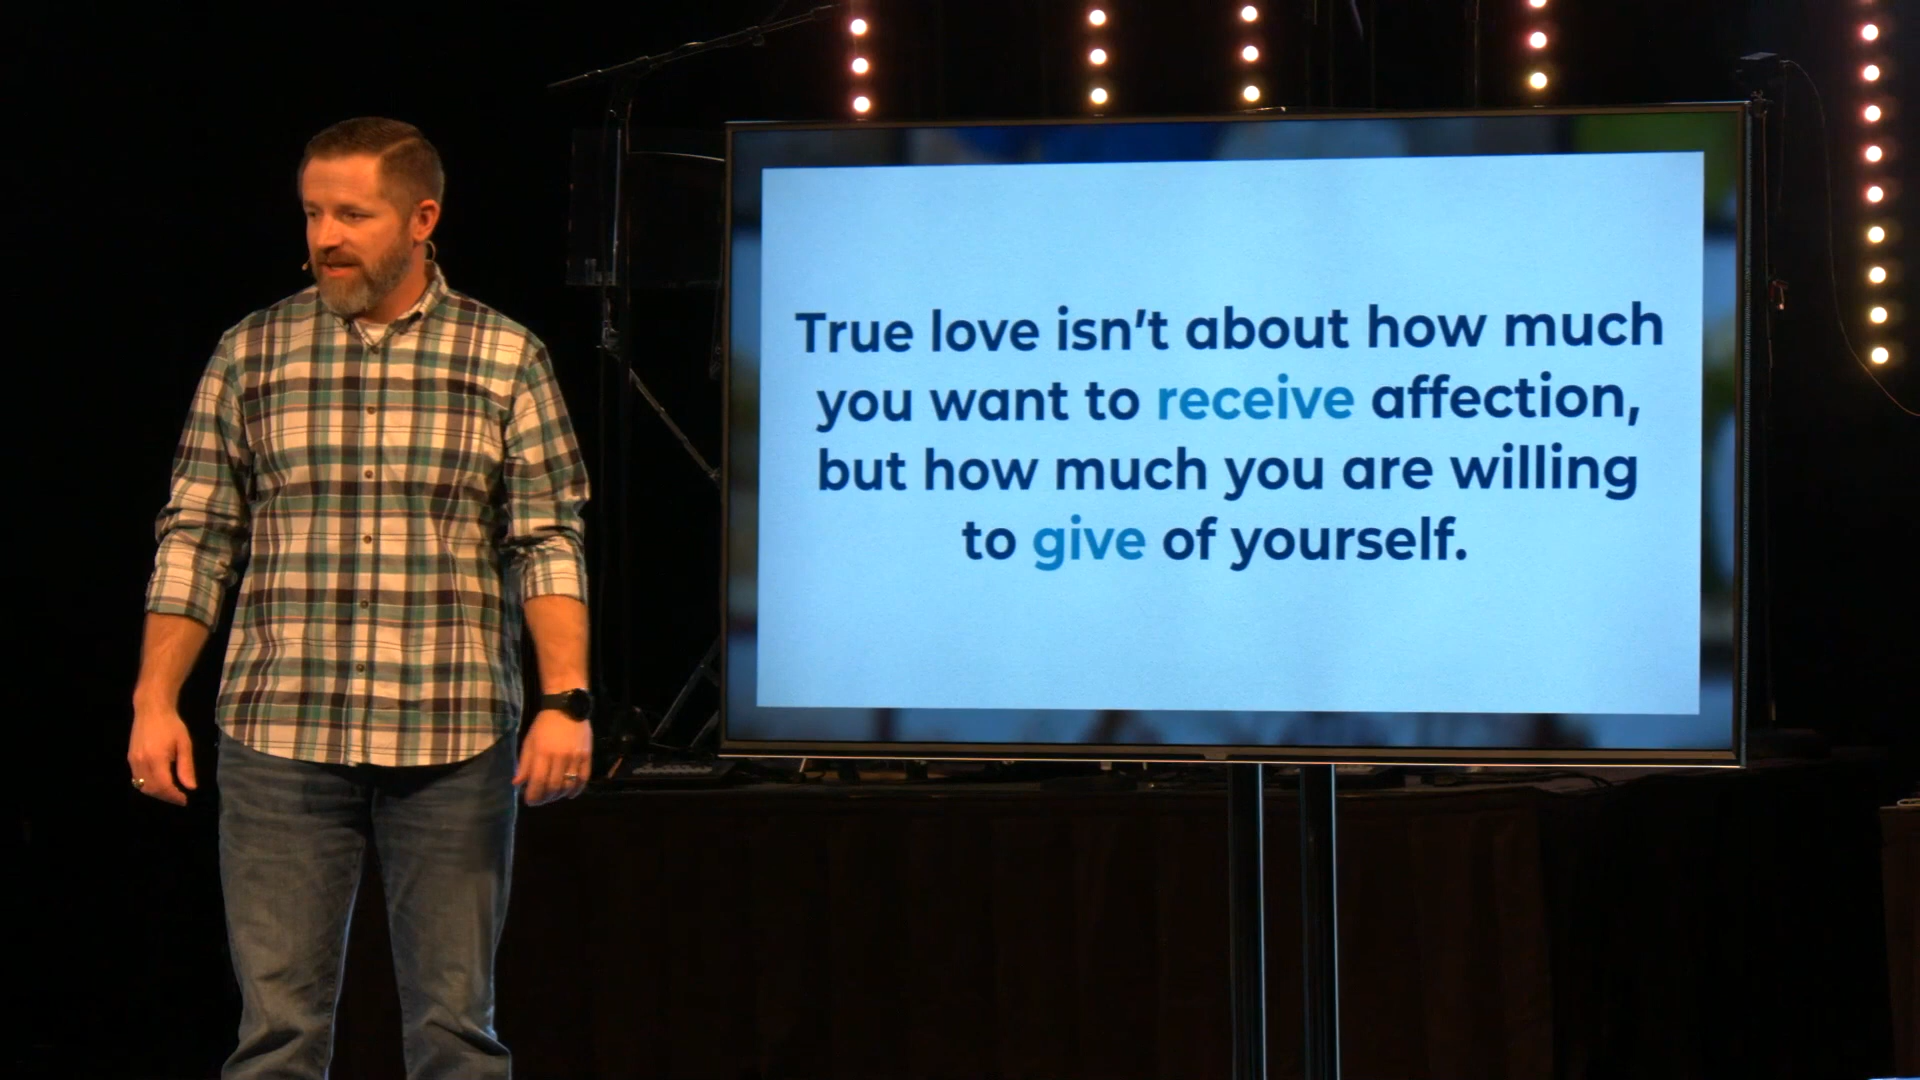 True love isn’t about how much
you want to receive affection,
but how much you are willing
to give of yourself.